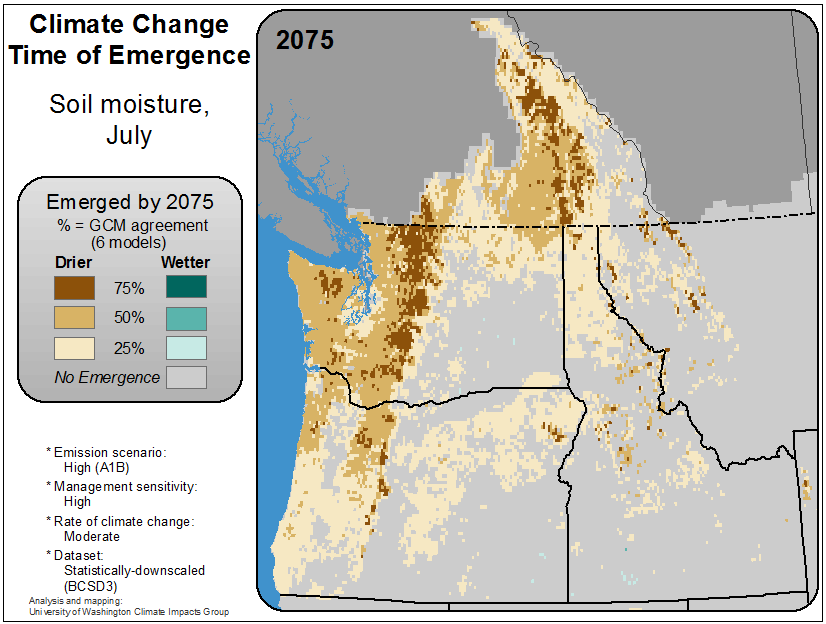 Climate Change
Time of Emergence
Soil moisture,
July
Emerged by 2075
% = GCM agreement
(6 models)
Drier Wetter
75%
50%
25%
No Emergence
* Emission scenario:
High (A1B)
* Management sensitivity:
High
* Rate of climate change:
Moderate
* Dataset:
Statistically-downscaled
(BCSD3)
Analysis and mapping:
University of Washington Climate Impacts Group
2075